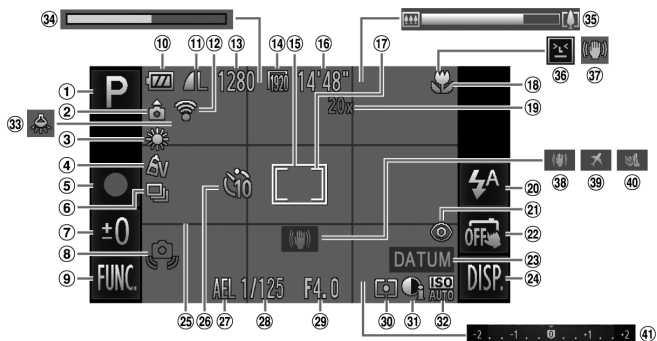 ㉞ ㉟
⑩ ⑪ ⑫ ⑬ ⑭ ⑮ ⑯ ⑰
① P L 1280 1920 14'48" ⑱ ㊱ ㊲
② 20x ⑲
㉝
③
④ AV
⑤ ㊳ ㊴ ㊵
⑥ 10 A ⑳
⑦ ±0 ㉑
⑧ OFF ㉒
DATUM ㉓
⑨ FUNC. AEL 1/125 F4.0 i ISO AUTO DISP. ㉔
㉕ ㉖ ㉗ ㉘ ㉙ ㉚ ㉛ ㉜
-2 . . -1 . . 0 . . +1 . . +2 ㊶